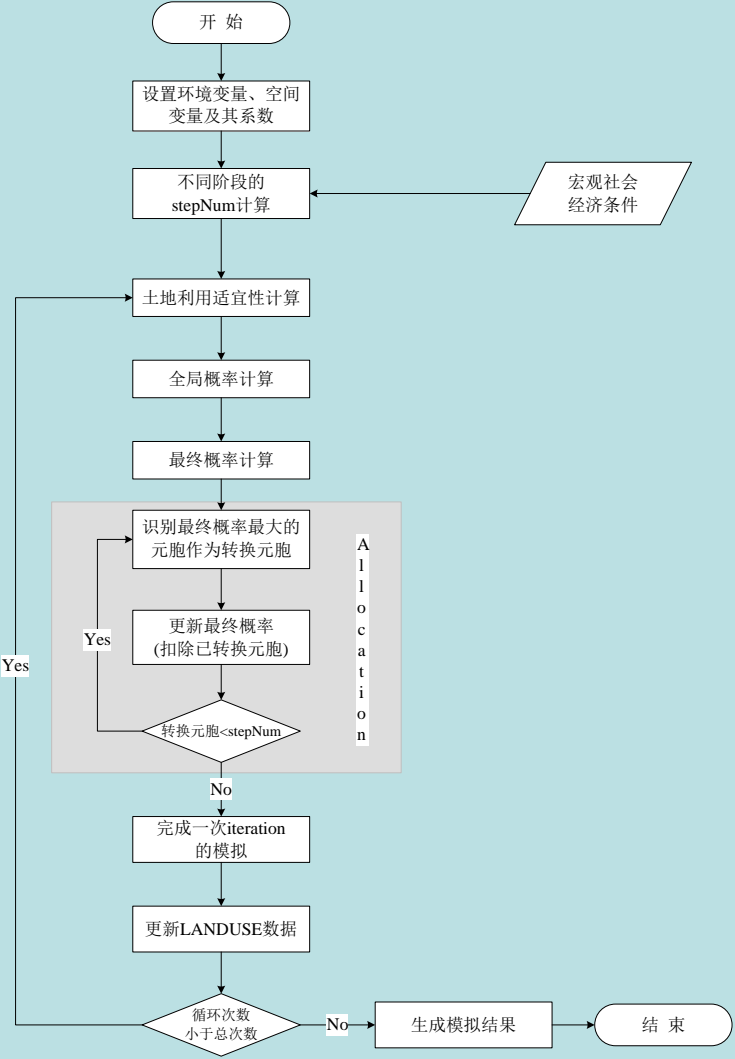 开 始
设置环境变量、空间
变量及其系数
不同阶段的
stepNum计算
宏观社会
经济条件
土地利用适宜性计算
全局概率计算
最终概率计算
识别最终概率最大的
元胞作为转换元胞
Allocation
更新最终概率
(扣除已转换元胞)
Yes
Yes
转换元胞<stepNum
No
完成一次iteration
的模拟
更新LANDUSE数据
循环次数
小于总次数
No
生成模拟结果
结 束